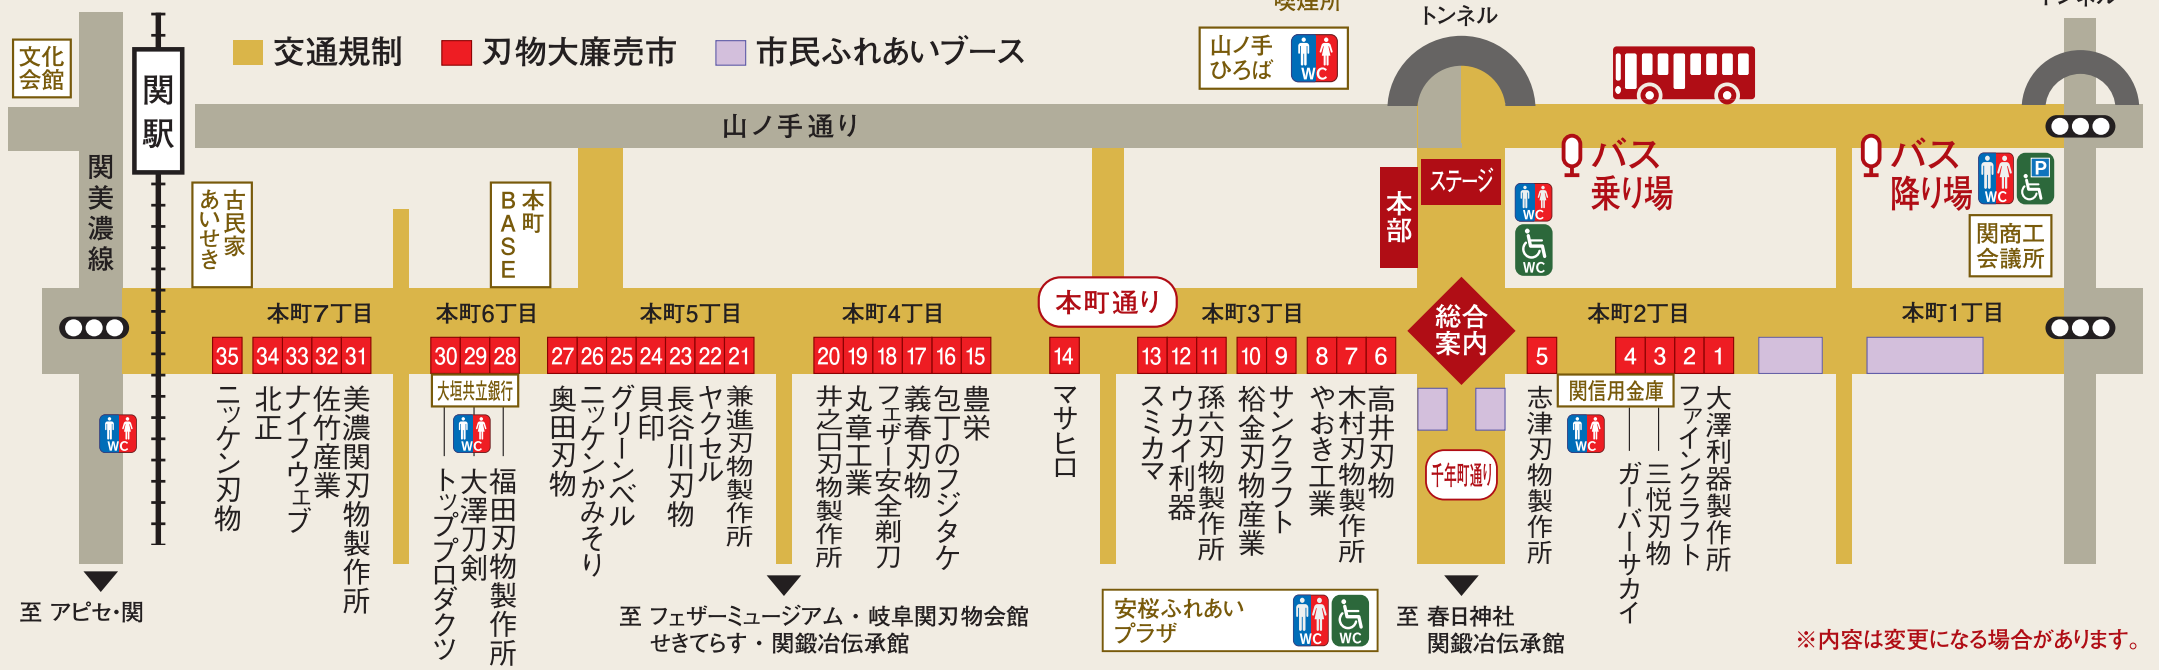 喫煙所
トンネル
トンネル
交通規制
刃物大廉売市
市民ふれあいブース
文化
会館
関駅
山ノ手
ひろば
WC
山ノ手通り
関美濃線
古民家
あいせき
本町
BASE
本部
ステージ
WC
WC
バス
乗り場
バス
降り場
WC
P
関商工
会議所
本町7丁目
本町6丁目
本町5丁目
本町4丁目
本町通り
本町3丁目
総合
案内
本町2丁目
本町1丁目
35
34
33
32
31
30
29
28
27
26
25
24
23
22
21
20
19
18
17
16
15
14
13
12
11
10
9
8
7
6
5
4
3
2
1
大垣共立銀行
関信用金庫
WC
WC
WC
ニッケン刃物
北正
ナイフウェブ
佐竹産業
美濃関刃物製作所
トッププロダクツ
大澤刀剣
福田刃物製作所
奥田刃物
ニッケンかみそり
グリーンベル
貝印
長谷川刃物
ヤクセル
兼進刃物製作所
井之口刃物製作所
丸章工業
フェザー安全剃刀
義春刃物
包丁のフジタケ
豊栄
マサヒロ
スミカマ
ウカイ利器
孫六刃物製作所
裕金刃物産業
サンクラフト
やおき工業
木村刃物製作所
高井刃物
千年町通り
志津刃物製作所
ガーバーサカイ
三悦刃物
ファインクラフト
大澤利器製作所
至 アピセ・関
至 フェザーミュージアム・岐阜関刃物会館
せきてらす・関鍛冶伝承館
安桜ふれあい
プラザ
WC
WC
至 春日神社
関鍛冶伝承館
※内容は変更になる場合があります。